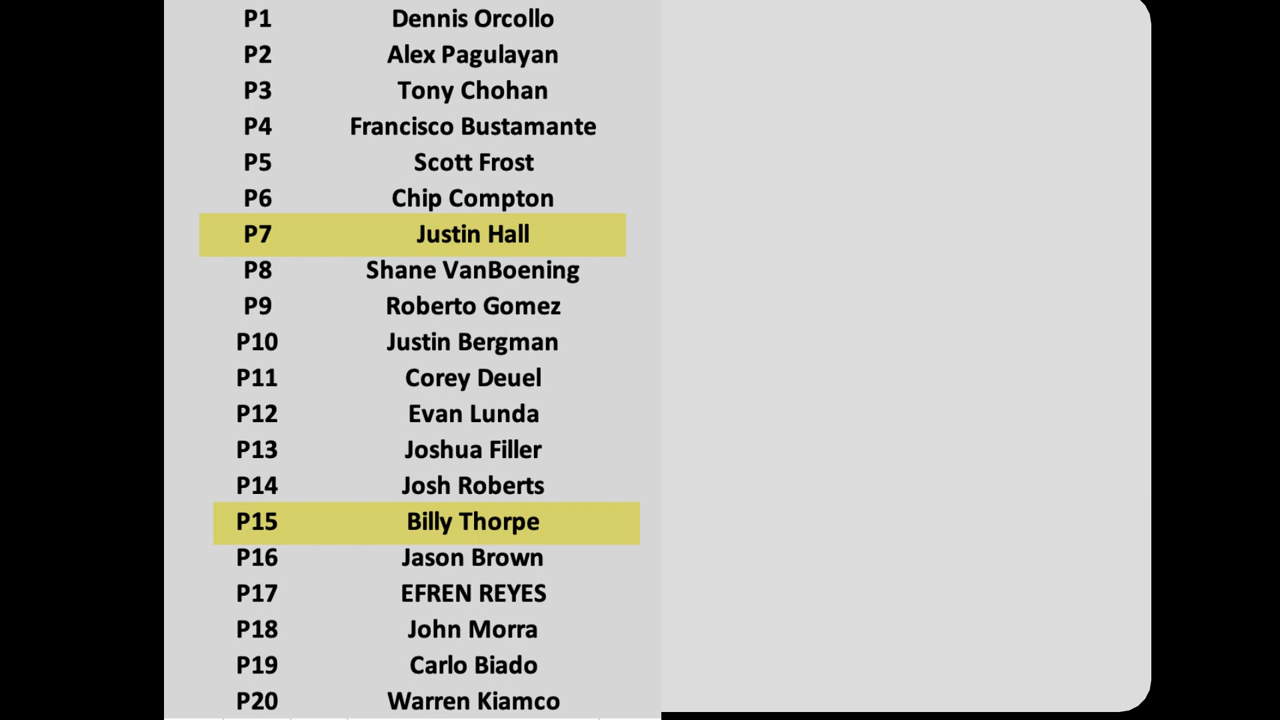 P1 Dennis Orcollo
P2 Alex Pagulayan
P3 Tony Chohan
P4 Francisco Bustamante
P5 Scott Frost
P6 Chip Compton
P7 Justin Hall
P8 Shane VanBoening
P9 Roberto Gomez
P10 Justin Bergman
P11 Corey Deuel
P12 Evan Lunda
P13 Joshua Filler
P14 Josh Roberts
P15 Billy Thorpe
P16 Jason Brown
P17 EFREN REYES
P18 John Morra
P19 Carlo Biado
P20 Warren Kiamco